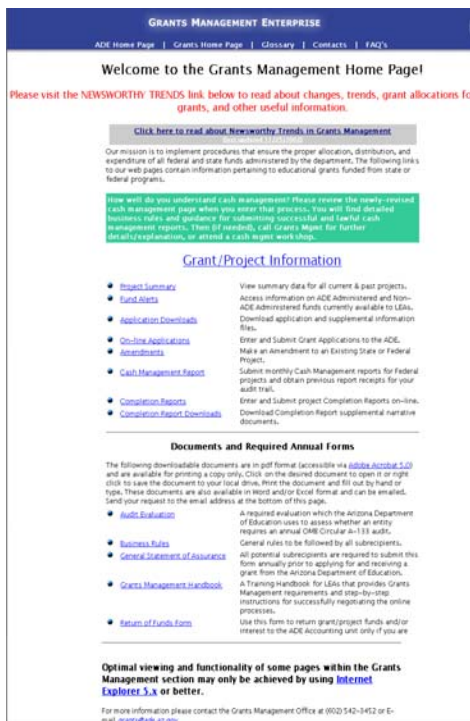 GRANTS MANAGEMENT ENTERPRISE
ADE Home Page | Grants Home Page | Glossary | Contacts | FAQ's
Welcome to the Grants Management Home Page!
Please visit the NEWSWORTHY TRENDS link below to read about changes, trends, grant allocations fo
grants, and other useful information.
Click here to read about Newsworthy Trends in Grants Management
Our mission is to implement procedures that ensure the proper allocation, distribution, and
expenditure of all federal and state funds administered by the department. The following links
to our web pages contain information pertaining to educational grants funded from state or
federal programs.
How well do you understand cash management? Please review the newly-revised
cash management page when you enter that process. You will find detailed
business rules and guidance for submitting successful and lawful cash
management reports. Then (if needed), call Grants Mgmt for further
details/explanation, or attend a cash mgmt workshop.
Grant/Project Information
Project Summary View summary data for all current & past projects.
Fund Alerts Access information on ADE Administered and Non-
ADE Administered funds currently available to LEAs.
Application Downloads Download application and supplemental information
files.
On-line Applications Enter and Submit Grant Applications to the ADE.
Amendments Make an Amendment to an Existing State or Federal
Project.
Cash Management Report Submit monthly Cash Management reports for Federal
projects and obtain previous report receipts for your
audit trail.
Completion Reports Enter and Submit project Completion Reports on-line.
Completion Report Downloads Download Completion Report supplemental narrative
documents.
Documents and Required Annual Forms
The following downloadable documents are in pdf format (accessible via Adobe Acrobat 5.0)
and are available for printing a copy only. Click on the desired document to open it or right
click to save the document to your local drive. Print the document and fill out by hand or
type. These documents are also available in Word and/or Excel format and can be emailed.
Send your request to the email address at the bottom of this page.
Audit Evaluation A required evaluation which the Arizona Department
of Education uses to assess whether an entity
requires an annual OMB Circular A-133 audit.
Business Rules General rules to be followed by all subrecipients.
General Statement of Assurance All potential subrecipients are required to submit this
form annually prior to applying for and receiving a
grant from the Arizona Department of Education.
Grants Management Handbook A Training Handbook for LEAs that provides Grants
Management requirements and step-by-step
instructions for successfully negotiating the online
processes.
Return of Funds Form Use this form to return grant/project funds and/or
interest to the ADE Accounting unit only if you are
Optimal viewing and functionality of some pages within the Grants
Management section may only be achieved by using Internet
Explorer 5.x or better.
For more information please contact the Grants Management Office at (602) 542-3452 or E-
mail grants@ade.az.gov